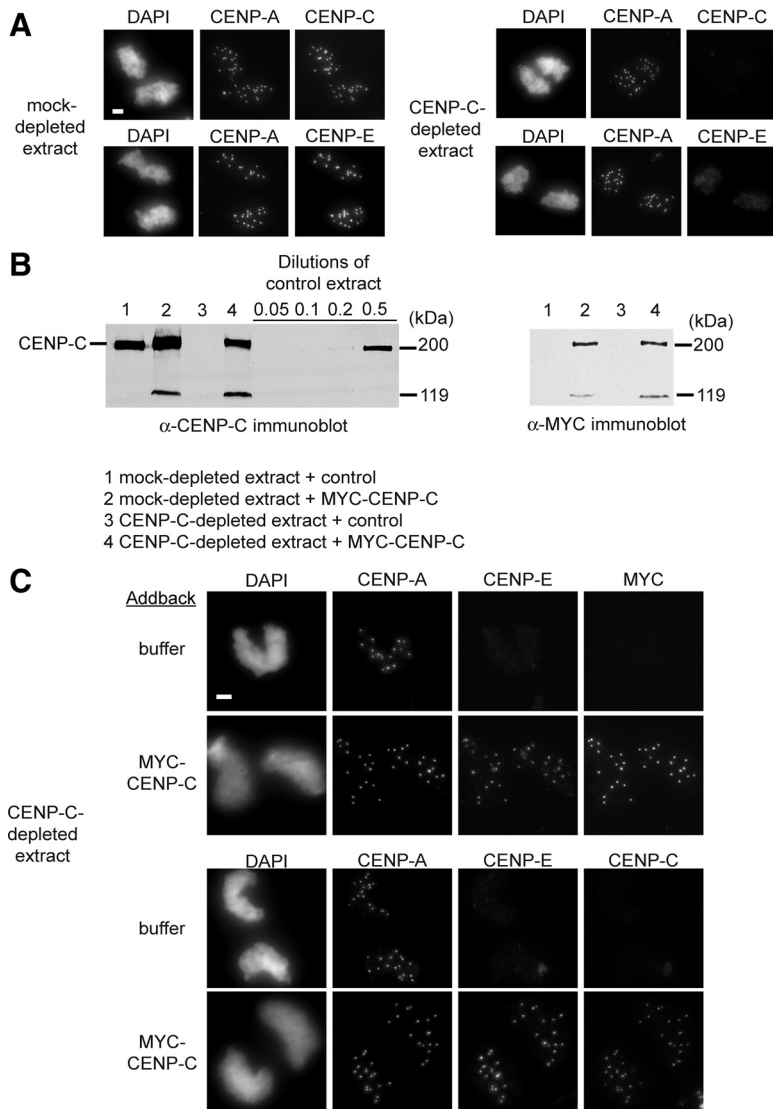 A
DAPI CENP-A CENP-C
mock-
depleted
extract
DAPI CENP-A CENP-E
DAPI CENP-A CENP-C
CENP-C-
depleted
extract
DAPI CENP-A CENP-E
B
Dilutions of
control extract
1 2 3 4 0.05 0.1 0.2 0.5 (kDa)
CENP-C
200
119
α-CENP-C immunoblot
1 2 3 4 (kDa)
200
119
α-MYC immunoblot
1 mock-depleted extract + control
2 mock-depleted extract + MYC-CENP-C
3 CENP-C-depleted extract + control
4 CENP-C-depleted extract + MYC-CENP-C
C
DAPI CENP-A CENP-E MYC
Addback
buffer
MYC-
CENP-C
CENP-C-
depleted
extract
DAPI CENP-A CENP-E CENP-C
buffer
MYC-
CENP-C